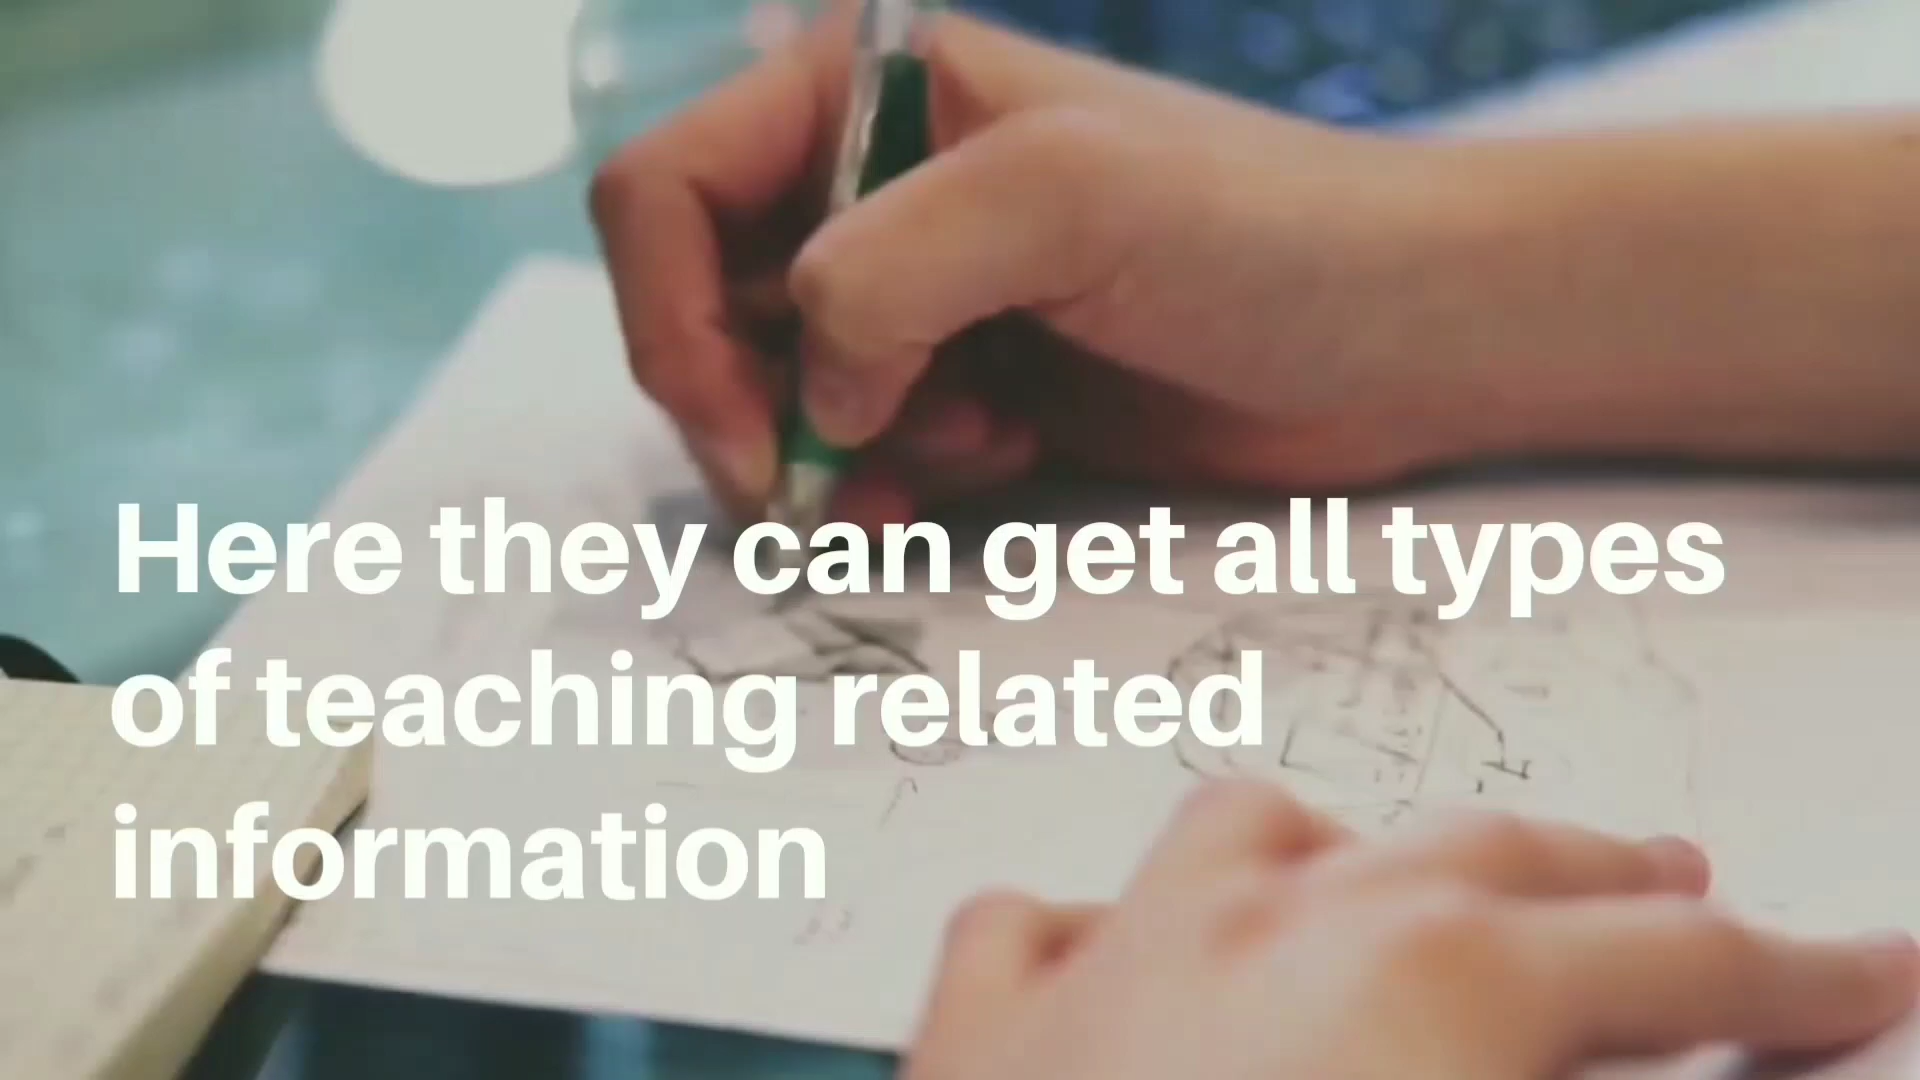 Here they can get all types
of teaching related
information